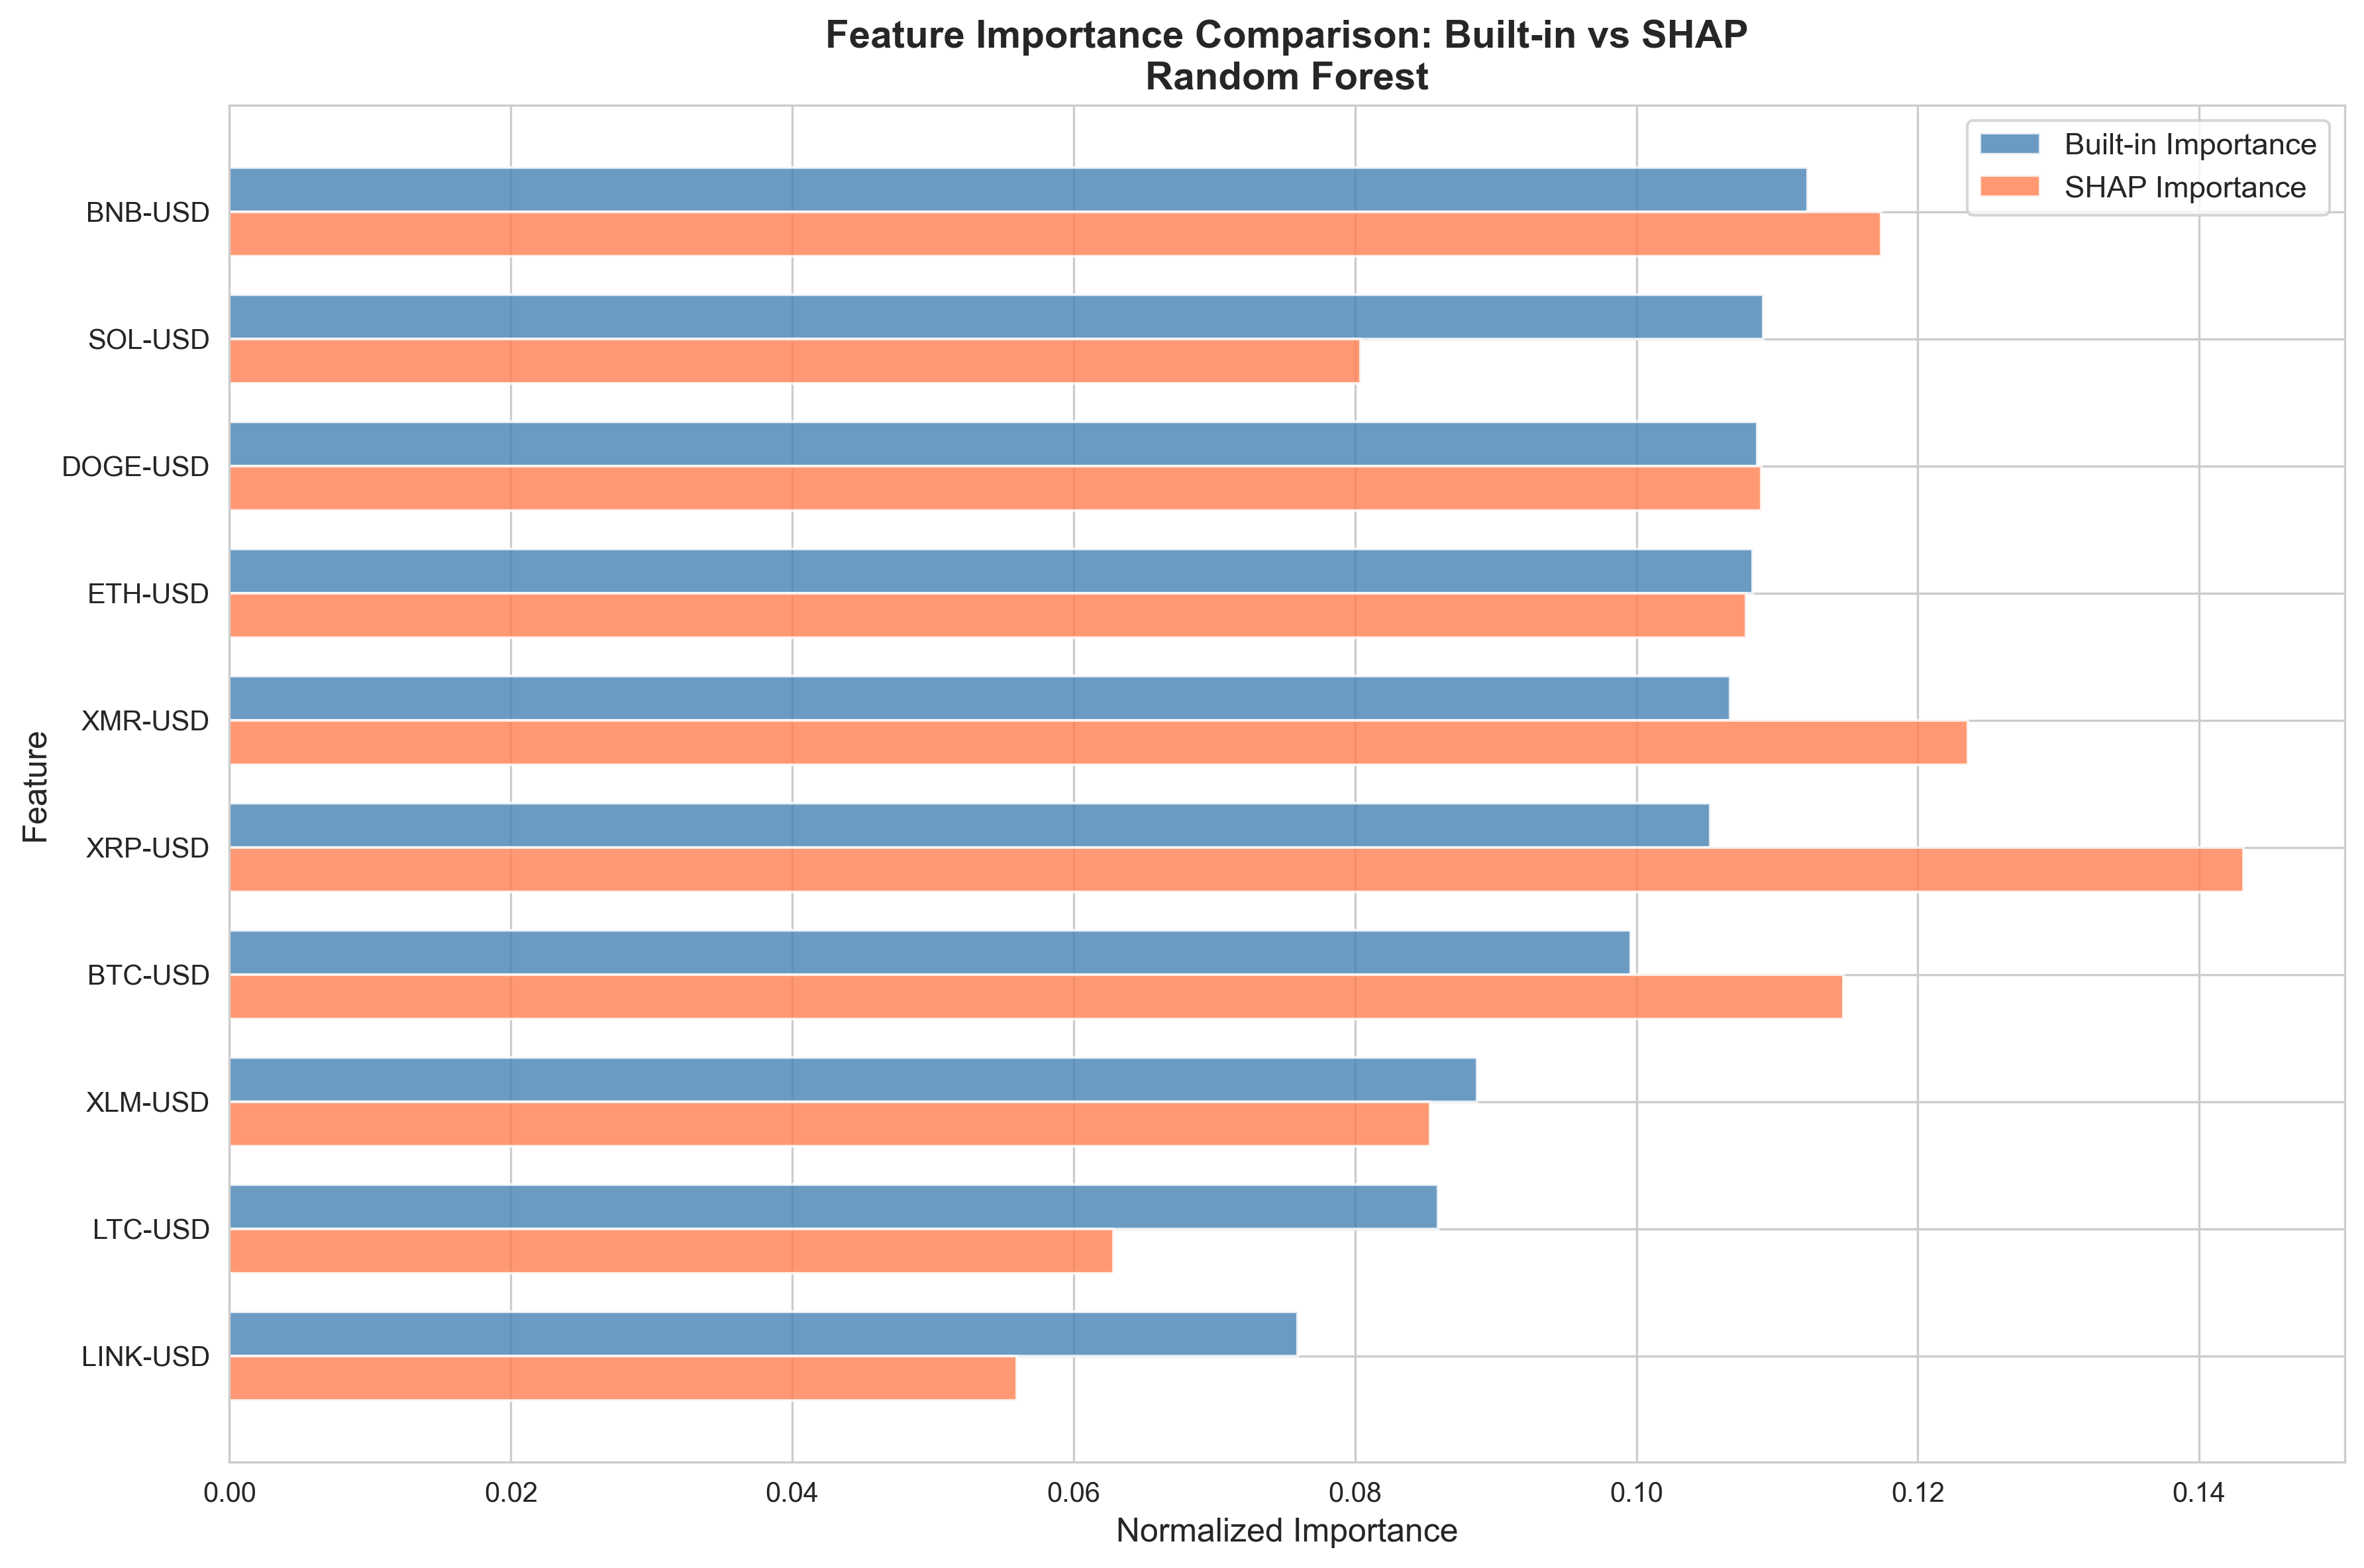 Feature Importance Comparison: Built-in vs SHAP
Random Forest
Built-in Importance
SHAP Importance
BNB-USD
SOL-USD
DOGE-USD
ETH-USD
XMR-USD
XRP-USD
BTC-USD
XLM-USD
LTC-USD
LINK-USD
Feature
0.00 0.02 0.04 0.06 0.08 0.10 0.12 0.14
Normalized Importance